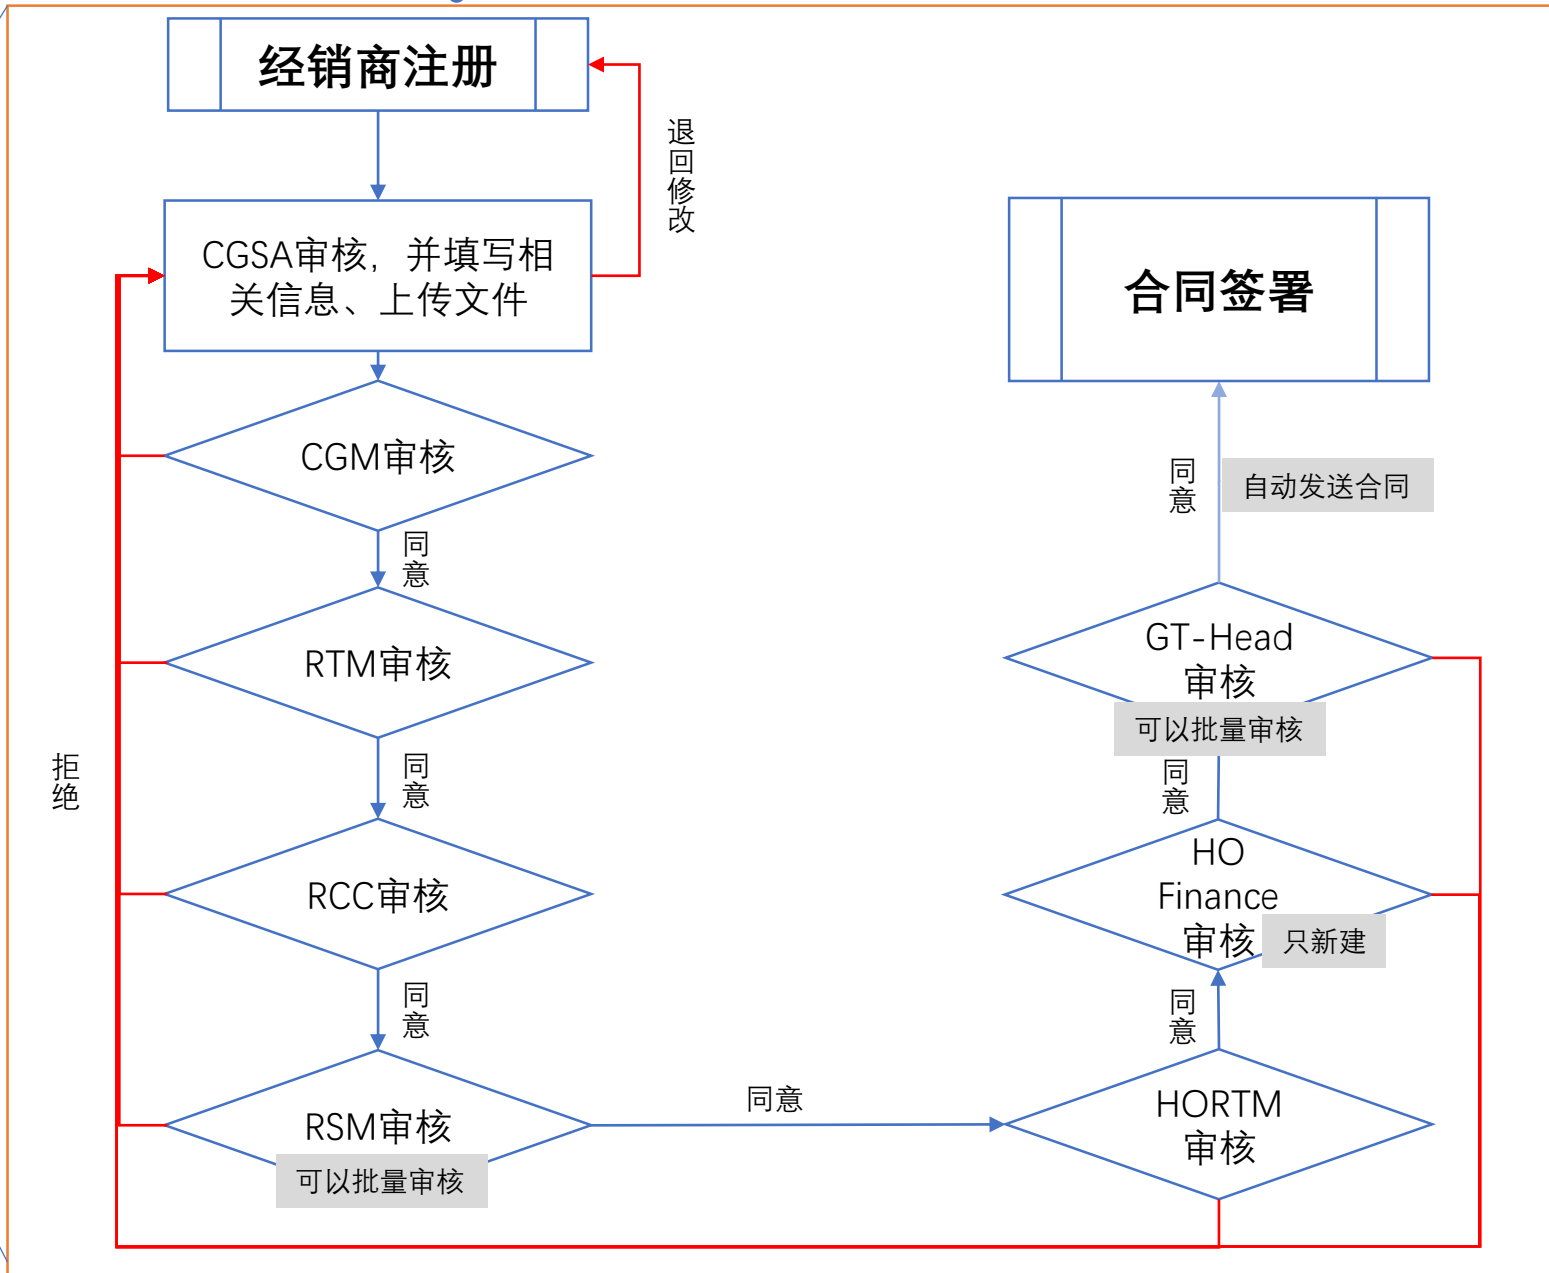 经销商注册
退回修改
CGSA审核，并填写相
关信息、上传文件
CGM审核
同意
RTM审核
同意
拒绝
RCC审核
同意
RSM审核
可以批量审核
同意
HORTM
审核
同意
HO
Finance
审核
只新建
同意
GT-Head
审核
可以批量审核
同意
自动发送合同
合同签署